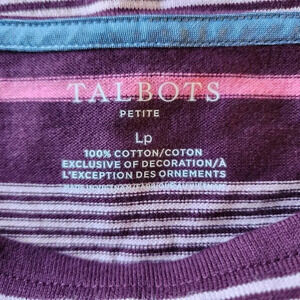 TALBOTS
PETITE
Lp
100% COTTON/COTON
EXCLUSIVE OF DECORATION/À
L'EXCEPTION DES ORNEMENTS